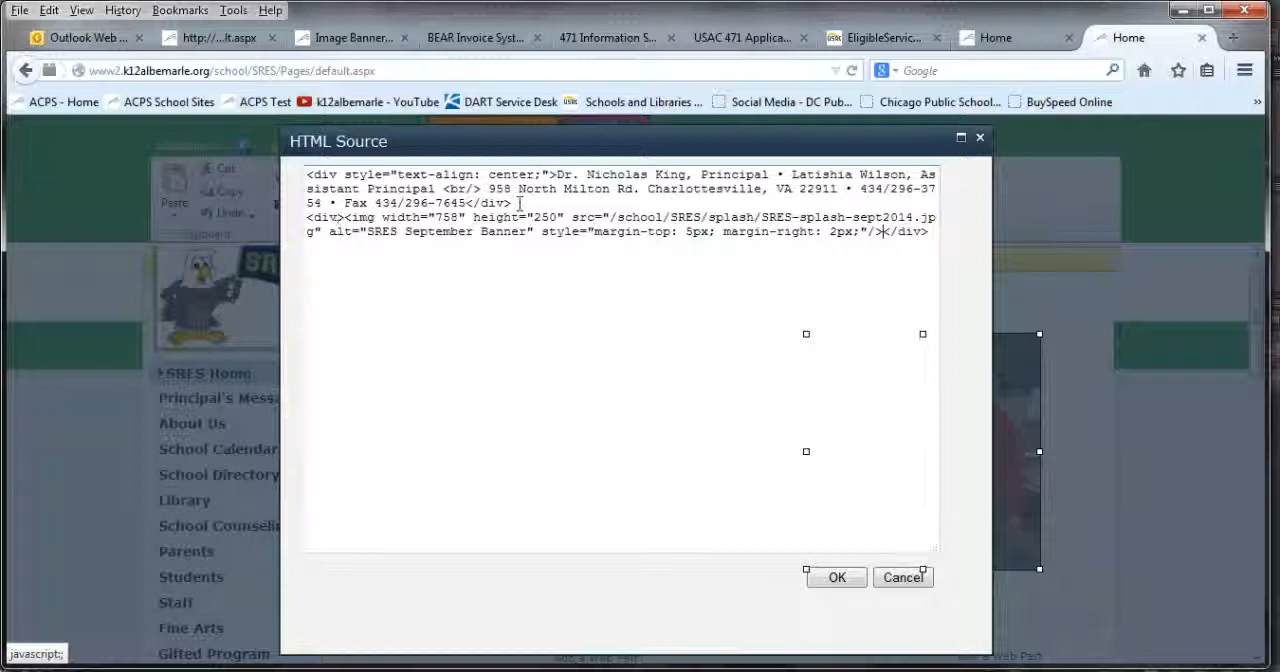 File Edit View History Bookmarks Tools Help
Outlook Web ... × http:/...lt.aspx × Image Banner... × BEAR Invoice Syst... × 471 Information S... × USAC 471 Applica... × EligibleServic... × Home × Home ×
www2.k12albemarle.org/school/SRES/Pages/default.aspx
Google
ACPS - Home ACPS School Sites ACPS Test k12albemarle - YouTube DART Service Desk Schools and Libraries ... Social Media - DC Pub... Chicago Public School... BuySpeed Online »
HTML Source
Cut
Copy
Paste
Undo
SR
<div style="text-align: center;">Dr. Nicholas King, Principal • Latishia Wilson, As
sistant Principal <br/> 958 North Milton Rd. Charlottesville, VA 22911 • 434/296-37
54 • Fax 434/296-7645</div>
<div><img width="758" height="250" src="/school/SRES/splash/SRES-splash-sept2014.jp
g" alt="SRES September Banner" style="margin-top: 5px; margin-right: 2px;"/></div>
SRES Home
Principal's Messa
About Us
School Calendar
School Directory
Library
School Counselin
Parents
Students
Staff
Fine Arts
Gifted Program
OK Cancel
javascript:;